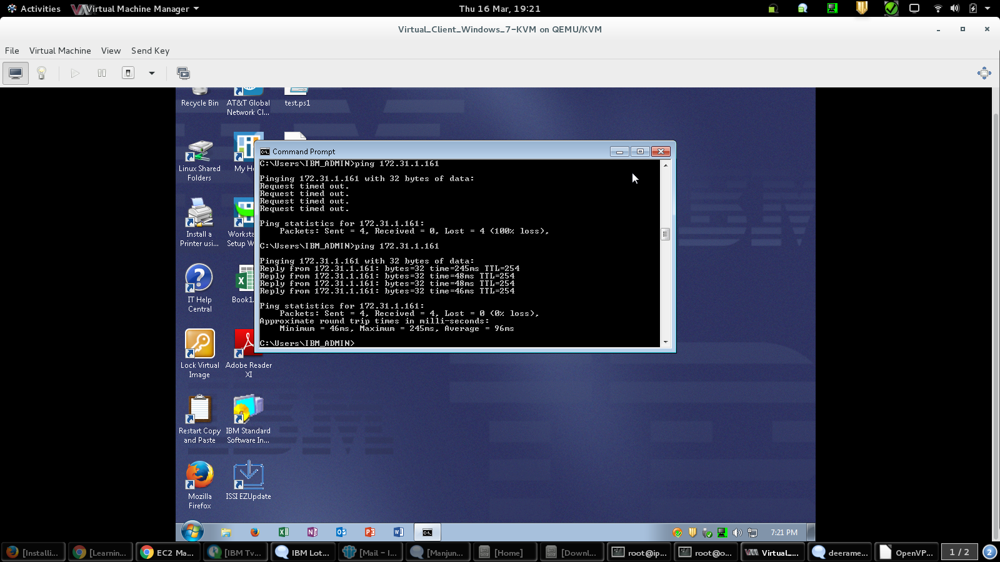 Activities
Virtual Machine Manager
Thu 16 Mar, 19:21
Virtual_Client_Windows_7-KVM on QEMU/KVM
File Virtual Machine View Send Key
Recycle Bin
AT&T Global
Network Cl...
test.ps1
Linux Shared
Folders
My H
Install a
Printer usi...
Worksta
Setup W
IT Help
Central
Book1.
Lock Virtual
Image
Adobe Reader
XI
Restart Copy
and Paste
IBM Standard
Software In...
Mozilla
Firefox
ISSI EZUpdate
Command Prompt
C:\Users\IBM_ADMIN>ping 172.31.1.161
Pinging 172.31.1.161 with 32 bytes of data:
Request timed out.
Request timed out.
Request timed out.
Request timed out.
Ping statistics for 172.31.1.161:
Packets: Sent = 4, Received = 0, Lost = 4 (100% loss),
C:\Users\IBM_ADMIN>ping 172.31.1.161
Pinging 172.31.1.161 with 32 bytes of data:
Reply from 172.31.1.161: bytes=32 time=245ms TTL=254
Reply from 172.31.1.161: bytes=32 time=48ms TTL=254
Reply from 172.31.1.161: bytes=32 time=48ms TTL=254
Reply from 172.31.1.161: bytes=32 time=46ms TTL=254
Ping statistics for 172.31.1.161:
Packets: Sent = 4, Received = 4, Lost = 0 (0% loss),
Approximate round trip times in milli-seconds:
Minimum = 46ms, Maximum = 245ms, Average = 96ms
C:\Users\IBM_ADMIN>
7:21 PM
[Installi...
[Learnin...
EC2 Ma...
[IBM Tv...
IBM Lot...
[Mail – I...
[Manjun...
[Home]
[Downl...
root@ip...
root@o...
Virtual_...
deerame...
OpenVP...
1 / 2
2